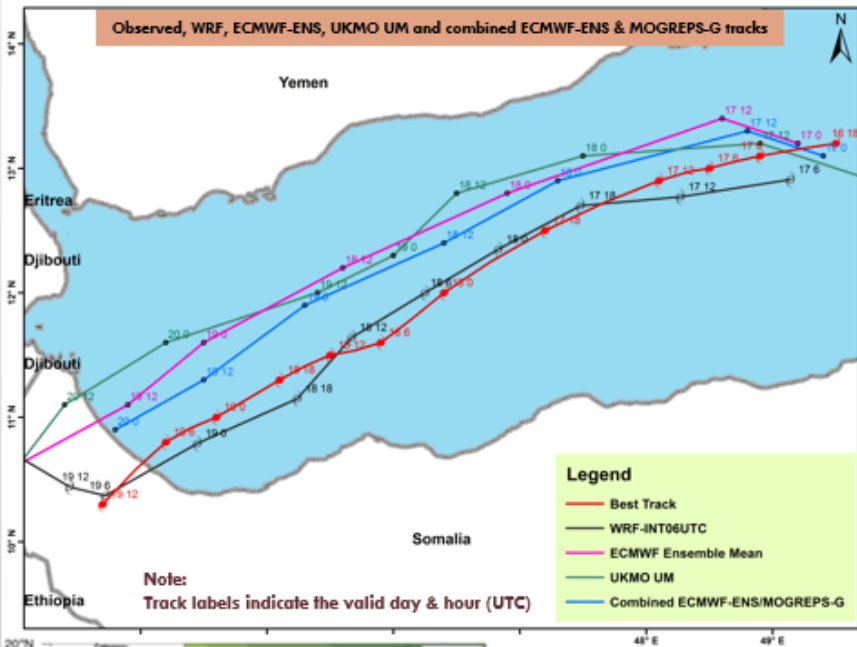 Observed, WRF, ECMWF-ENS, UKMO UM and combined ECMWF-ENS & MOGREPS-G tracks
N
14° N
Yemen
17 12
17 12
17 12
17 0
16 18
13° N
18 0
17 12
17 6
17 6
Eritrea
18 12
18 0
17 18
17 12
18 12
17 18
Djibouti
18 12
18 0
12° N
19 12
18 6
20 0
19 0
18 12
18 6
Djibouti
19 12
18 18
20 12
19 12
18 18
11° N
20 0
19 0
19 6
19 0
19 12
19 6
19 12
Legend
Best Track
WRF-INT06UTC
ECMWF Ensemble Mean
UKMO UM
Combined ECMWF-ENS/MOGREPS-G
10° N
Somalia
Note:
Track labels indicate the valid day & hour (UTC)
Ethiopia
20°N
48° E
49° E